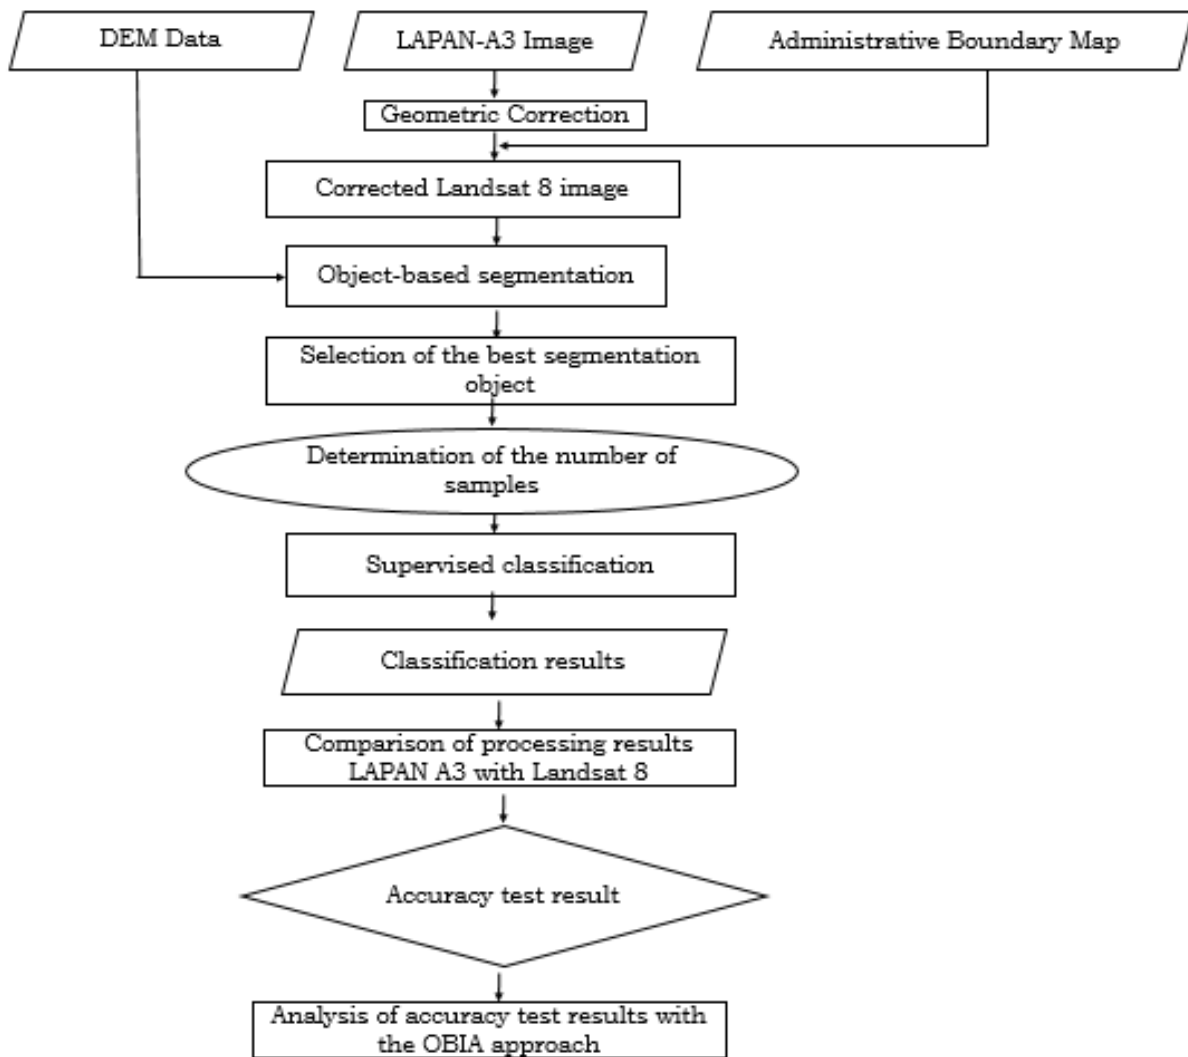 DEM Data
LAPAN-A3 Image
Administrative Boundary Map
Geometric Correction
Corrected Landsat 8 image
Object-based segmentation
Selection of the best segmentation
object
Determination of the number of
samples
Supervised classification
Classification results
Comparison of processing results
LAPAN A3 with Landsat 8
Accuracy test result
Analysis of accuracy test results with
the OBIA approach